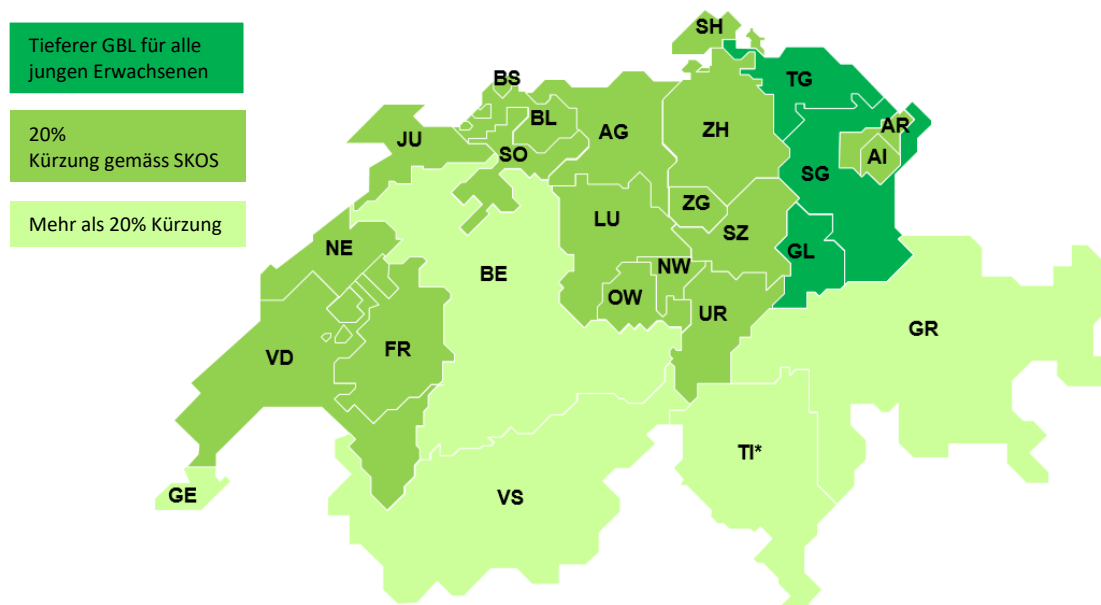 Tieferer GBL für alle
jungen Erwachsenen
20%
Kürzung gemäss SKOS
Mehr als 20% Kürzung
SH
BS
TG
BL
AG
ZH
AR
JU
SO
AI
SG
ZG
LU
SZ
NE
NW
GL
BE
OW
UR
GR
VD
FR
TI*
GE
VS